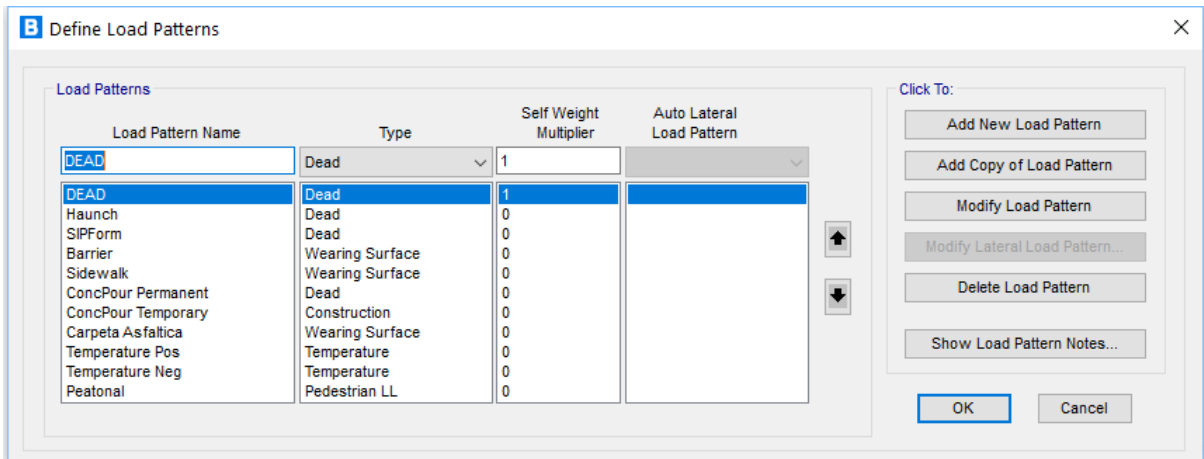 B Define Load Patterns
Load Patterns
Click To:
Load Pattern Name Type Self Weight Multiplier Auto Lateral Load Pattern
DEAD Dead 1
DEAD Dead 1
Haunch Dead 0
SIPForm Dead 0
Barrier Wearing Surface 0
Sidewalk Wearing Surface 0
ConcPour Permanent Dead 0
ConcPour Temporary Construction 0
Carpeta Asfaltica Wearing Surface 0
Temperature Pos Temperature 0
Temperature Neg Temperature 0
Peatonal Pedestrian LL 0
Add New Load Pattern
Add Copy of Load Pattern
Modify Load Pattern
Modify Lateral Load Pattern...
Delete Load Pattern
Show Load Pattern Notes...
OK Cancel